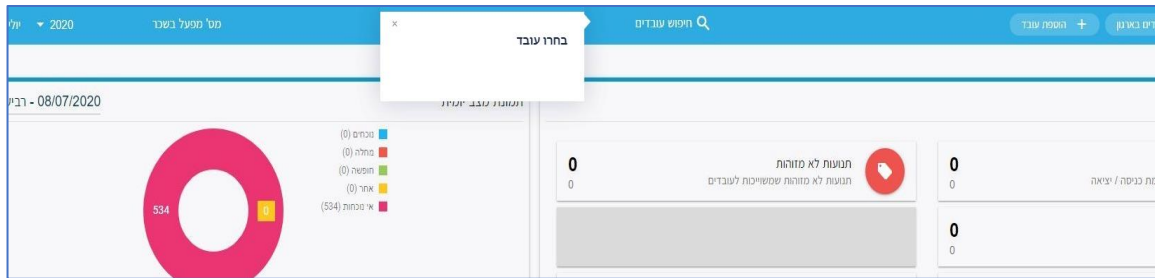 הוספת עובד +
חיפוש עובדים
מס' מפעל בשכר
2020
×
בחרו עובד
תמונת מצב יומית
08/07/2020 -
נוכחים (0)
מחלה (0)
חופשה (0)
אחר (0)
אי נוכחות (534)
534
0
תנועות לא מזוהות
תנועות לא מזוהות שמשוייכות לעובדים
0
0
כניסה / יציאה
0
0
0
0